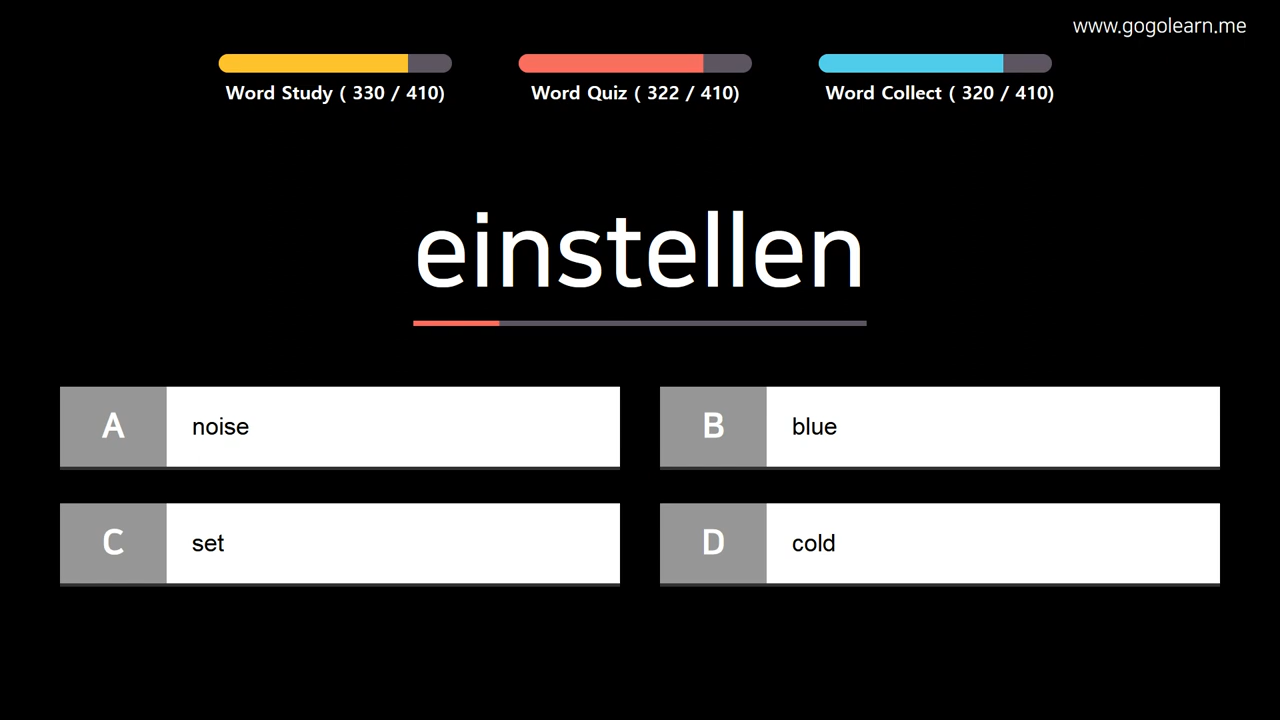 www.gogolearn.me
Word Study ( 330 / 410)
Word Quiz ( 322 / 410)
Word Collect ( 320 / 410)
einstellen
A noise
B blue
C set
D cold